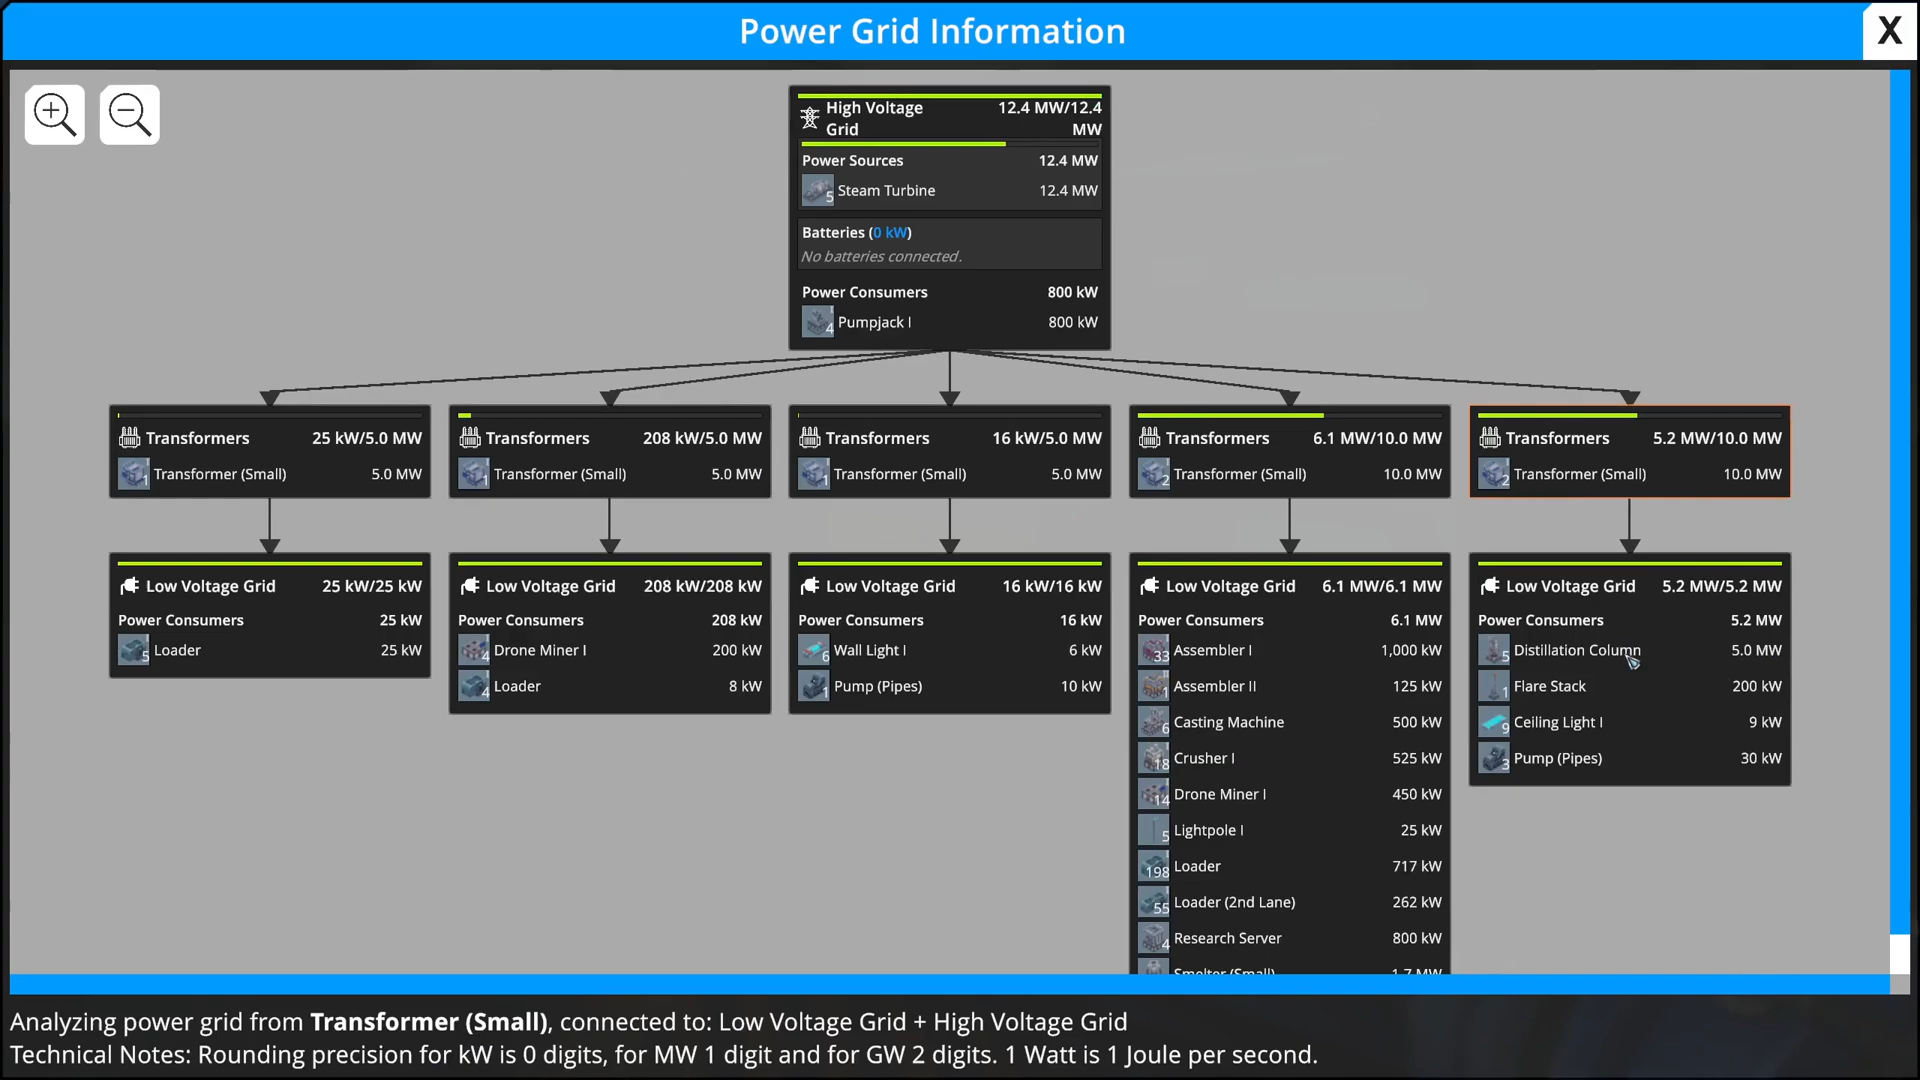 Power Grid Information
X
High Voltage Grid 12.4 MW/12.4 MW
Power Sources 12.4 MW
5 Steam Turbine 12.4 MW
Batteries (0 kW)
No batteries connected.
Power Consumers 800 kW
4 Pumpjack I 800 kW
Transformers 25 kW/5.0 MW
1 Transformer (Small) 5.0 MW
Transformers 208 kW/5.0 MW
1 Transformer (Small) 5.0 MW
Transformers 16 kW/5.0 MW
1 Transformer (Small) 5.0 MW
Transformers 6.1 MW/10.0 MW
2 Transformer (Small) 10.0 MW
Transformers 5.2 MW/10.0 MW
2 Transformer (Small) 10.0 MW
Low Voltage Grid 25 kW/25 kW
Power Consumers 25 kW
5 Loader 25 kW
Low Voltage Grid 208 kW/208 kW
Power Consumers 208 kW
4 Drone Miner I 200 kW
4 Loader 8 kW
Low Voltage Grid 16 kW/16 kW
Power Consumers 16 kW
6 Wall Light I 6 kW
1 Pump (Pipes) 10 kW
Low Voltage Grid 6.1 MW/6.1 MW
Power Consumers 6.1 MW
33 Assembler I 1,000 kW
1 Assembler II 125 kW
6 Casting Machine 500 kW
18 Crusher I 525 kW
14 Drone Miner I 450 kW
5 Lightpole I 25 kW
198 Loader 717 kW
55 Loader (2nd Lane) 262 kW
4 Research Server 800 kW
Smelter (Small) 1.7 MW
Low Voltage Grid 5.2 MW/5.2 MW
Power Consumers 5.2 MW
5 Distillation Column 5.0 MW
1 Flare Stack 200 kW
9 Ceiling Light I 9 kW
3 Pump (Pipes) 30 kW
Analyzing power grid from Transformer (Small), connected to: Low Voltage Grid + High Voltage Grid
Technical Notes: Rounding precision for kW is 0 digits, for MW 1 digit and for GW 2 digits. 1 Watt is 1 Joule per second.